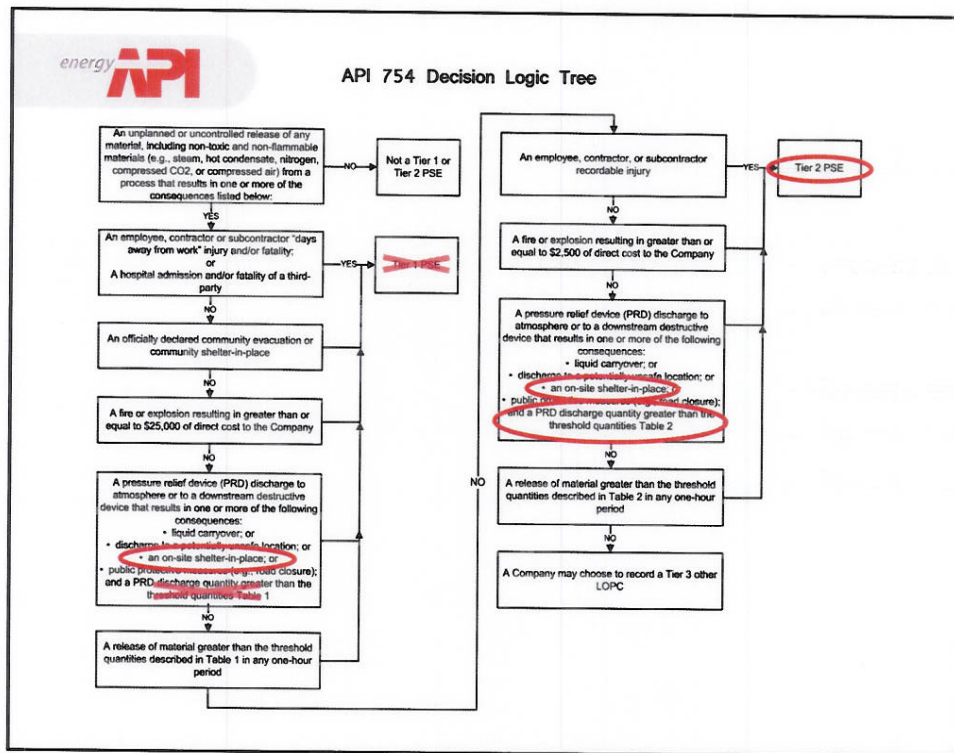 energy API
API 754 Decision Logic Tree
An unplanned or uncontrolled release of any
material, including non-toxic and non-flammable
materials (e.g., steam, hot condensate, nitrogen,
compressed CO2, or compressed air) from a
process that results in one or more of the
consequences listed below:
NO
Not a Tier 1 or
Tier 2 PSE
YES
An employee, contractor or subcontractor "days
away from work" injury and/or fatality;
or
A hospital admission and/or fatality of a third-
party
YES
Tier 1 PSE
NO
An officially declared community evacuation or
community shelter-in-place
NO
A fire or explosion resulting in greater than or
equal to $25,000 of direct cost to the Company
NO
A pressure relief device (PRD) discharge to
atmosphere or to a downstream destructive
device that results in one or more of the following
consequences:
• liquid carryover; or
• discharge to a potentially unsafe location; or
• an on-site shelter-in-place; or
• public protective measures (e.g., road closure);
and a PRD discharge quantity greater than the
threshold quantities Table 1
NO
A release of material greater than the threshold
quantities described in Table 1 in any one-hour
period
NO
An employee, contractor, or subcontractor
recordable injury
YES
Tier 2 PSE
NO
A fire or explosion resulting in greater than or
equal to $2,500 of direct cost to the Company
NO
A pressure relief device (PRD) discharge to
atmosphere or to a downstream destructive
device that results in one or more of the following
consequences:
• liquid carryover; or
• discharge to a potentially unsafe location; or
• an on-site shelter-in-place; or
• public protective measures (e.g., road closure);
and a PRD discharge quantity greater than the
threshold quantities Table 2
NO
A release of material greater than the threshold
quantities described in Table 2 in any one-hour
period
NO
A Company may choose to record a Tier 3 other
LOPC